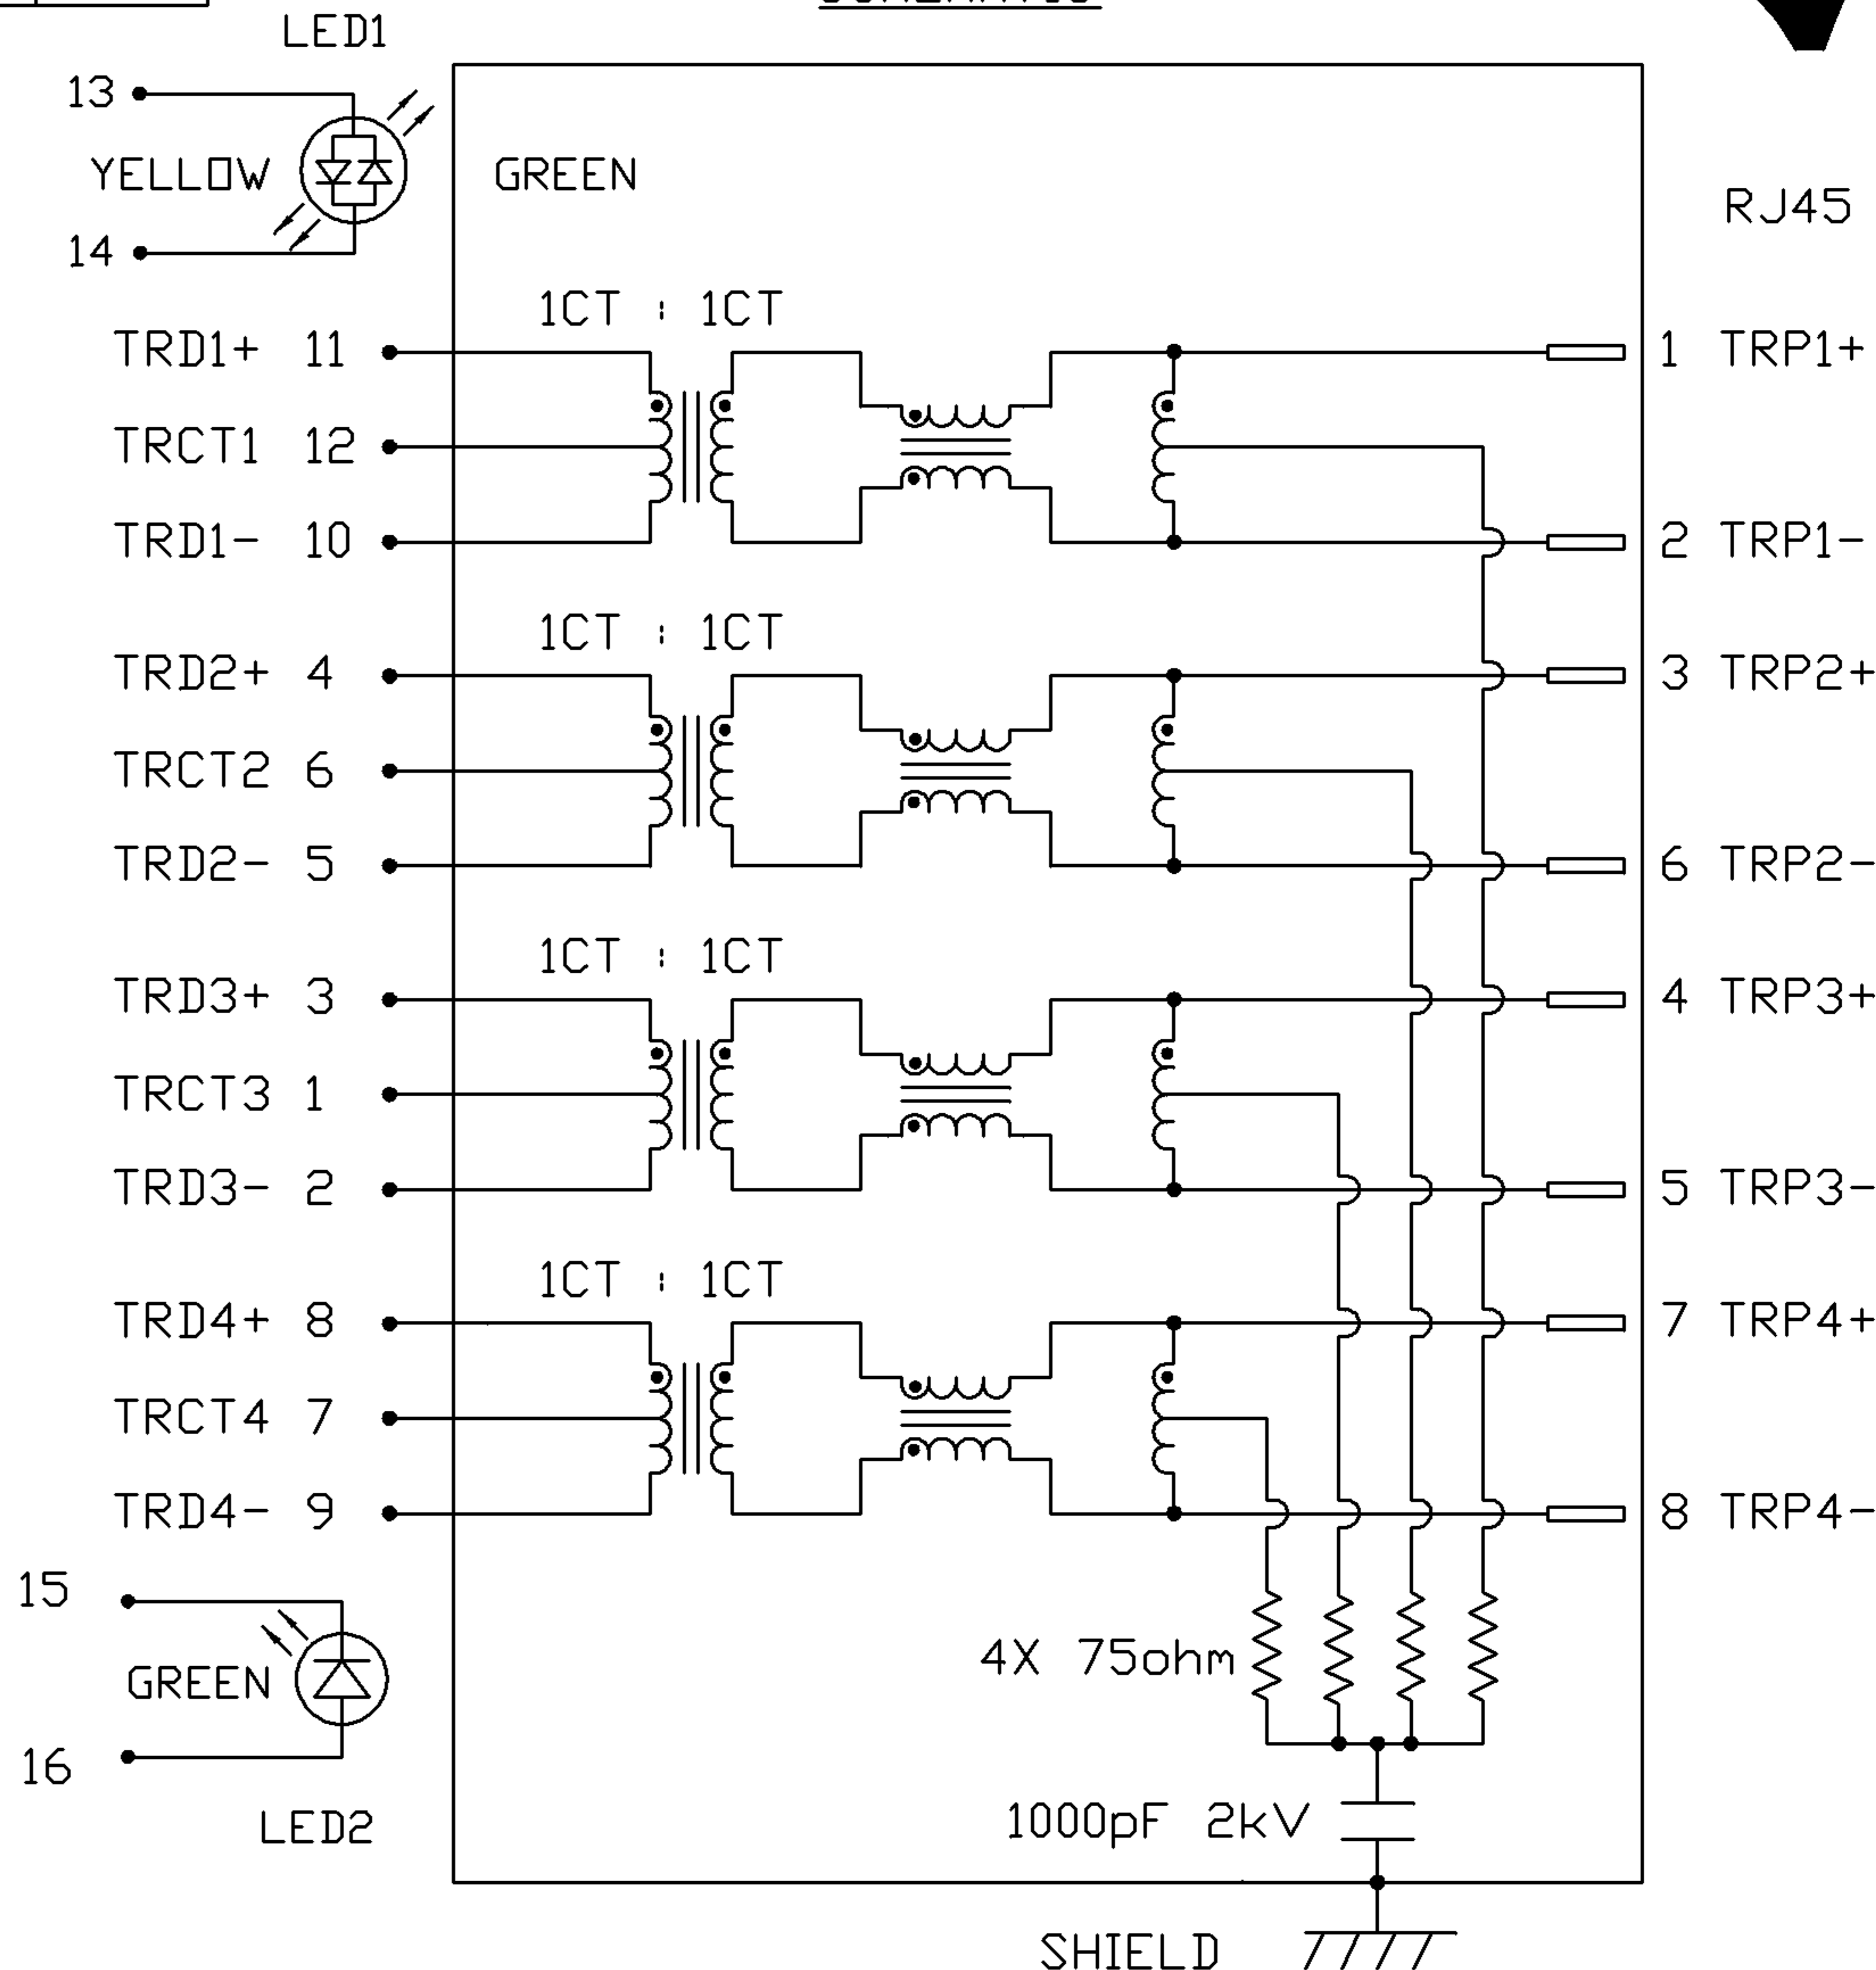 LED1
13
YELLOW GREEN
RJ45
14
1CT : 1CT
TRD1+ 11 1 TRP1+
TRCT1 12
TRD1- 10 2 TRP1-
1CT : 1CT
TRD2+ 4 3 TRP2+
TRCT2 6
TRD2- 5 6 TRP2-
1CT : 1CT
TRD3+ 3 4 TRP3+
TRCT3 1
TRD3- 2 5 TRP3-
1CT : 1CT
TRD4+ 8 7 TRP4+
TRCT4 7
TRD4- 9 8 TRP4-
15
4X 75ohm
GREEN
16
1000pF 2kV
LED2
SHIELD